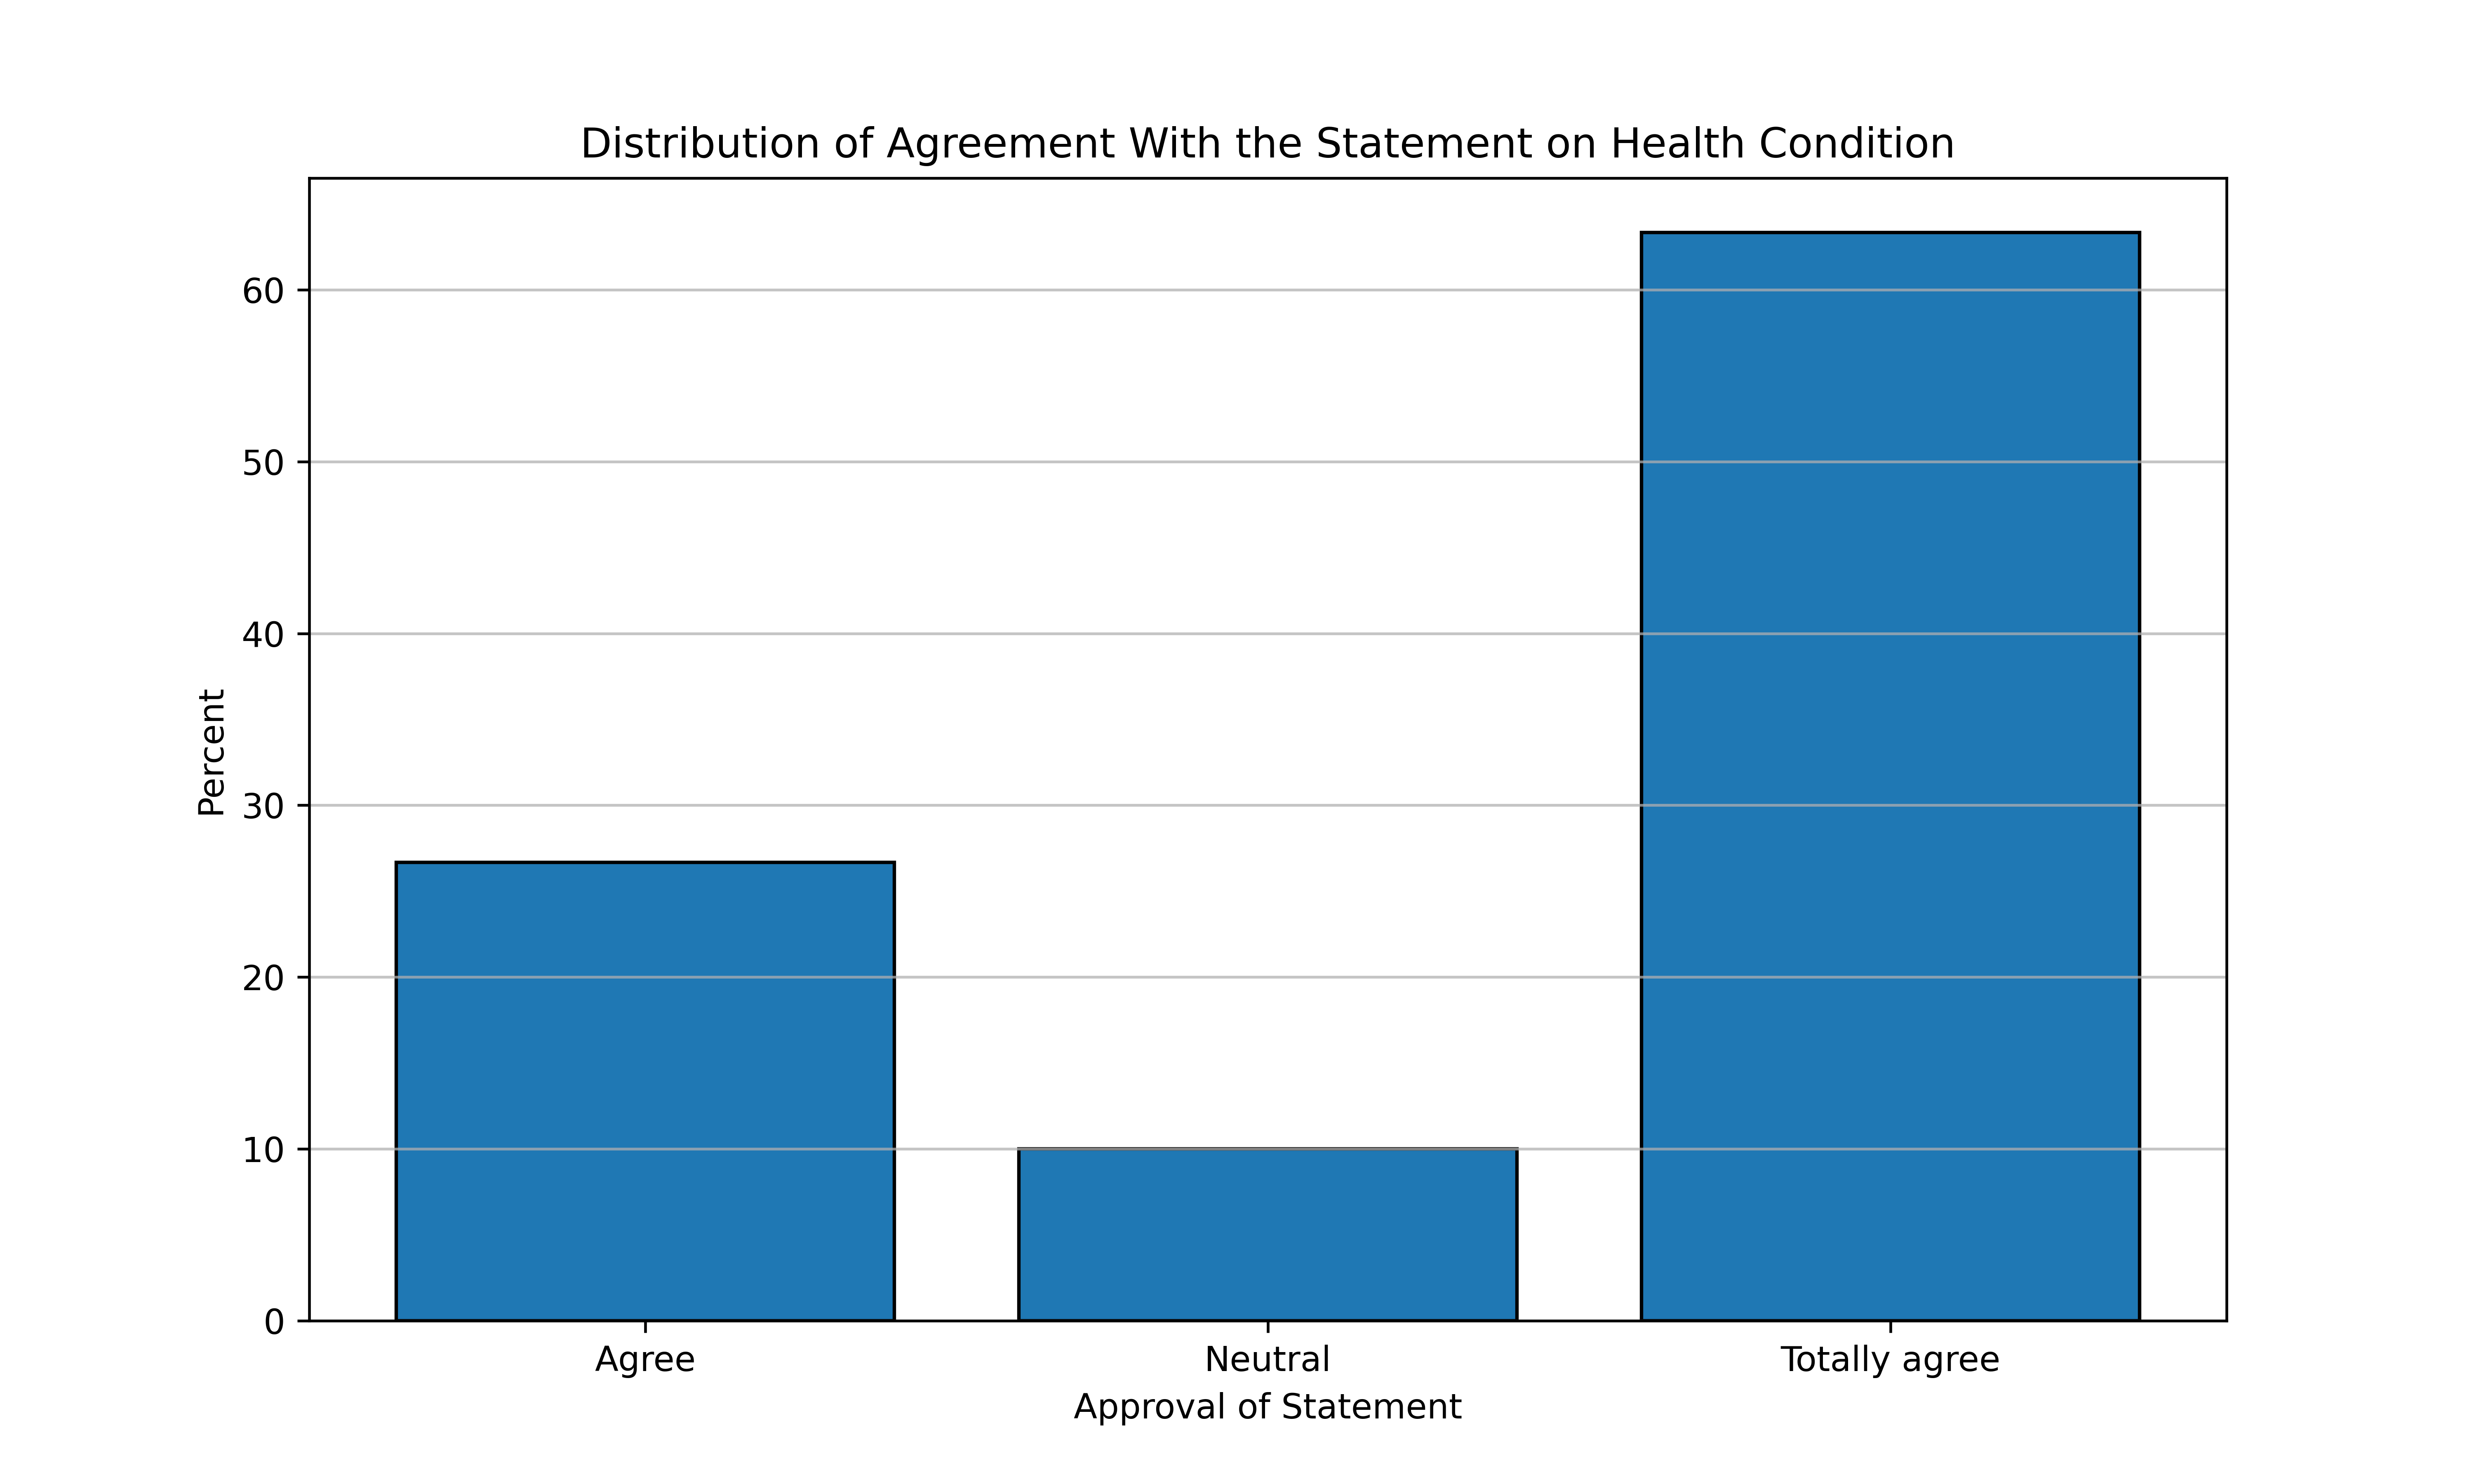 Distribution of Agreement With the Statement on Health Condition
Percent
60
50
40
30
20
10
0
Agree
Neutral
Totally agree
Approval of Statement